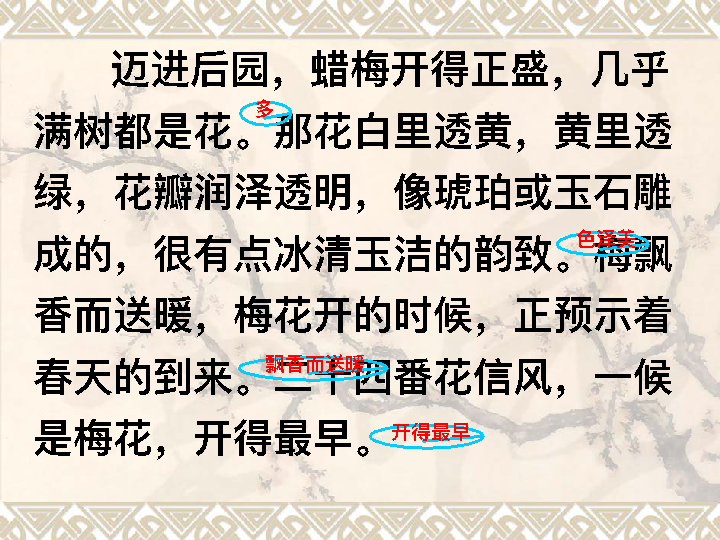 迈进后园，蜡梅开得正盛，几乎
多
满树都是花。那花白里透黄，黄里透
绿，花瓣润泽透明，像琥珀或玉石雕
色泽美
成的，很有点冰清玉洁的韵致。梅飘
香而送暖，梅花开的时候，正预示着
飘香而送暖
春天的到来。二十四番花信风，一候
开得最早
是梅花，开得最早。